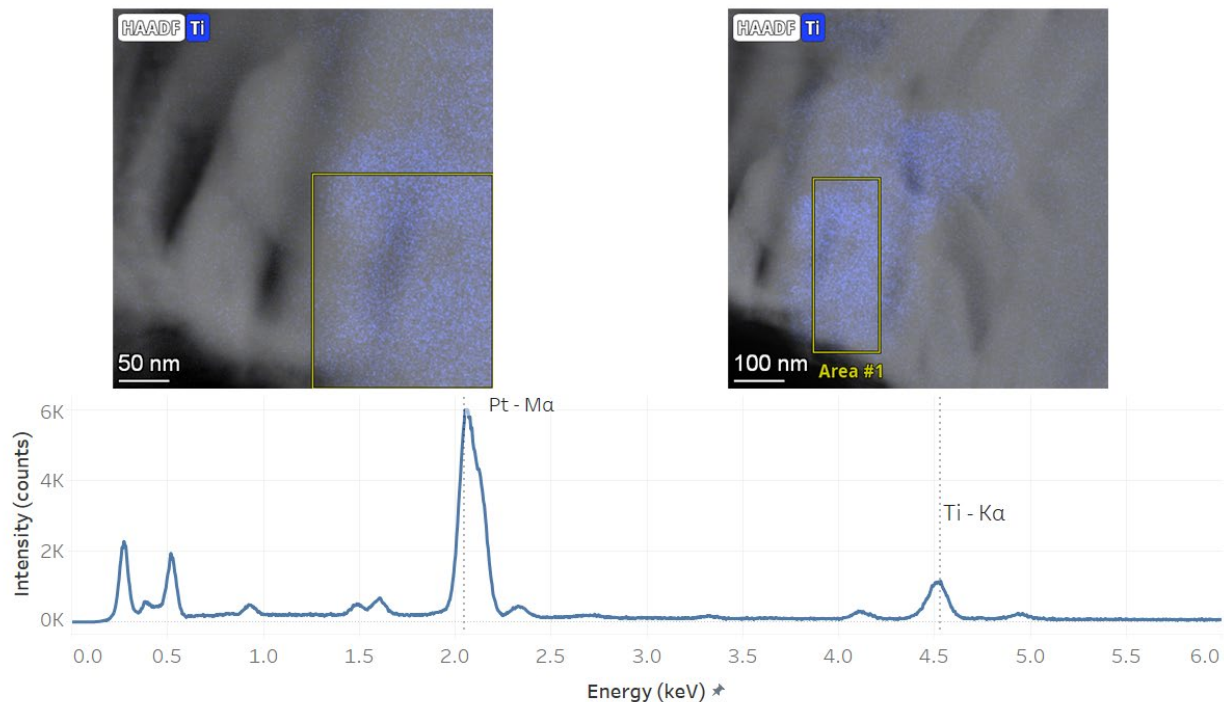 HAADF Ti
HAADF Ti
50 nm
100 nm
Area #1
Pt - Mα
Ti - Kα
Intensity (counts)
6K
4K
2K
0K
0.0 0.5 1.0 1.5 2.0 2.5 3.0 3.5 4.0 4.5 5.0 5.5 6.0
Energy (keV)